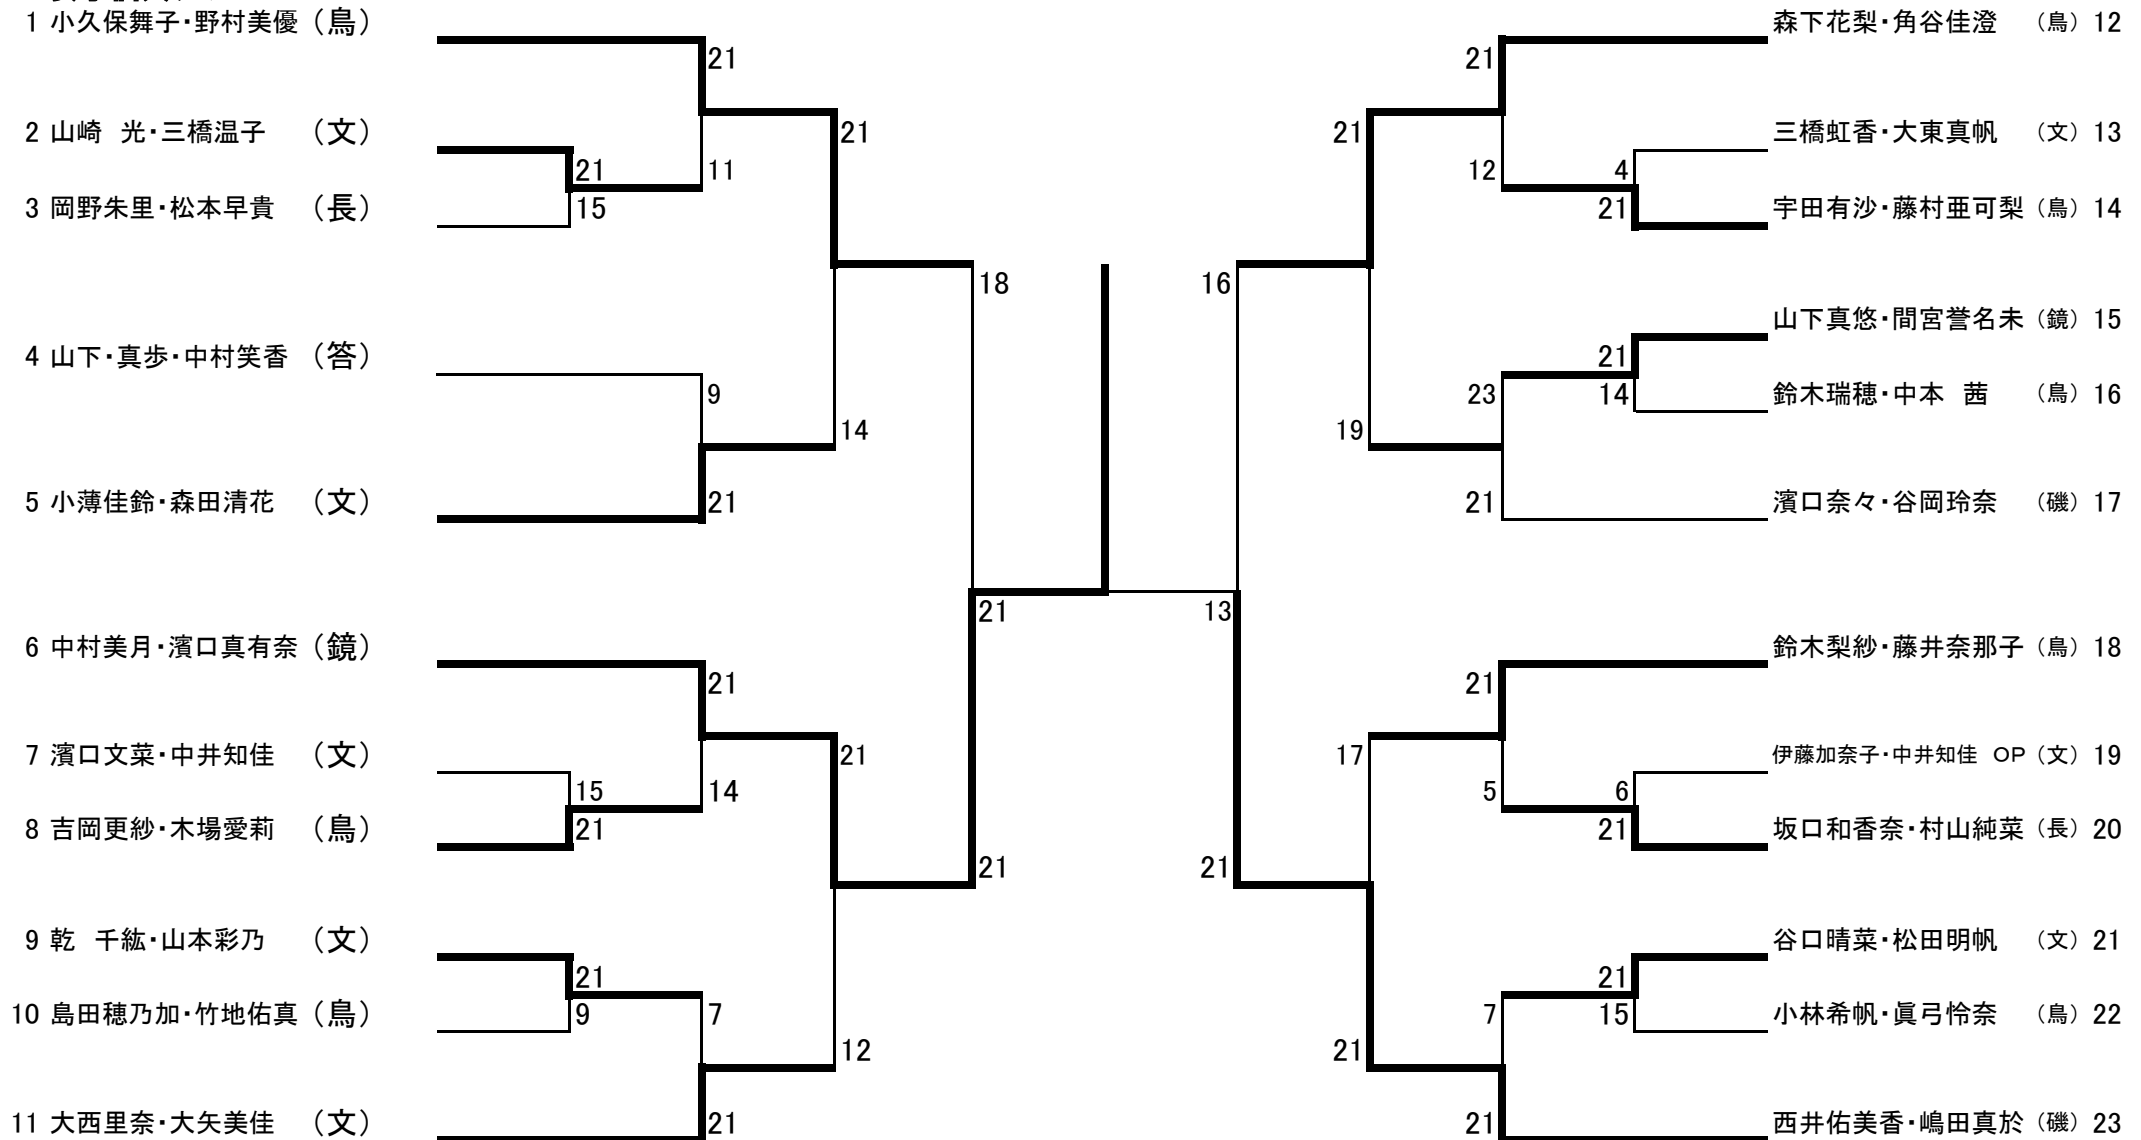 1 小久保舞子・野村美優 （鳥）
21
21
2 山崎　光・三橋温子 （文）
21
11
3 岡野朱里・松本早貴 （長）
15
18
4 山下・真歩・中村笑香 （答）
9
14
5 小薄佳鈴・森田清花 （文）
21
21
6 中村美月・濱口真有奈 （鏡）
21
21
7 濱口文菜・中井知佳 （文）
15
14
8 吉岡更紗・木場愛莉 （鳥）
21
21
9 乾　千紘・山本彩乃 （文）
21
10 島田穂乃加・竹地佑真 （鳥）
9
7
12
11 大西里奈・大矢美佳 （文）
21
森下花梨・角谷佳澄 （鳥） 12
21
21
三橋虹香・大東真帆 （文） 13
12
4
宇田有沙・藤村亜可梨 （鳥） 14
21
16
山下真悠・間宮誉名未 （鏡） 15
21
鈴木瑞穂・中本　茜 （鳥） 16
23
14
19
濱口奈々・谷岡玲奈 （磯） 17
21
13
鈴木梨紗・藤井奈那子 （鳥） 18
21
17
伊藤加奈子・中井知佳 OP （文） 19
5
6
坂口和香奈・村山純菜 （長） 20
21
21
谷口晴菜・松田明帆 （文） 21
21
小林希帆・眞弓怜奈 （鳥） 22
7
15
21
西井佑美香・嶋田真於 （磯） 23
21